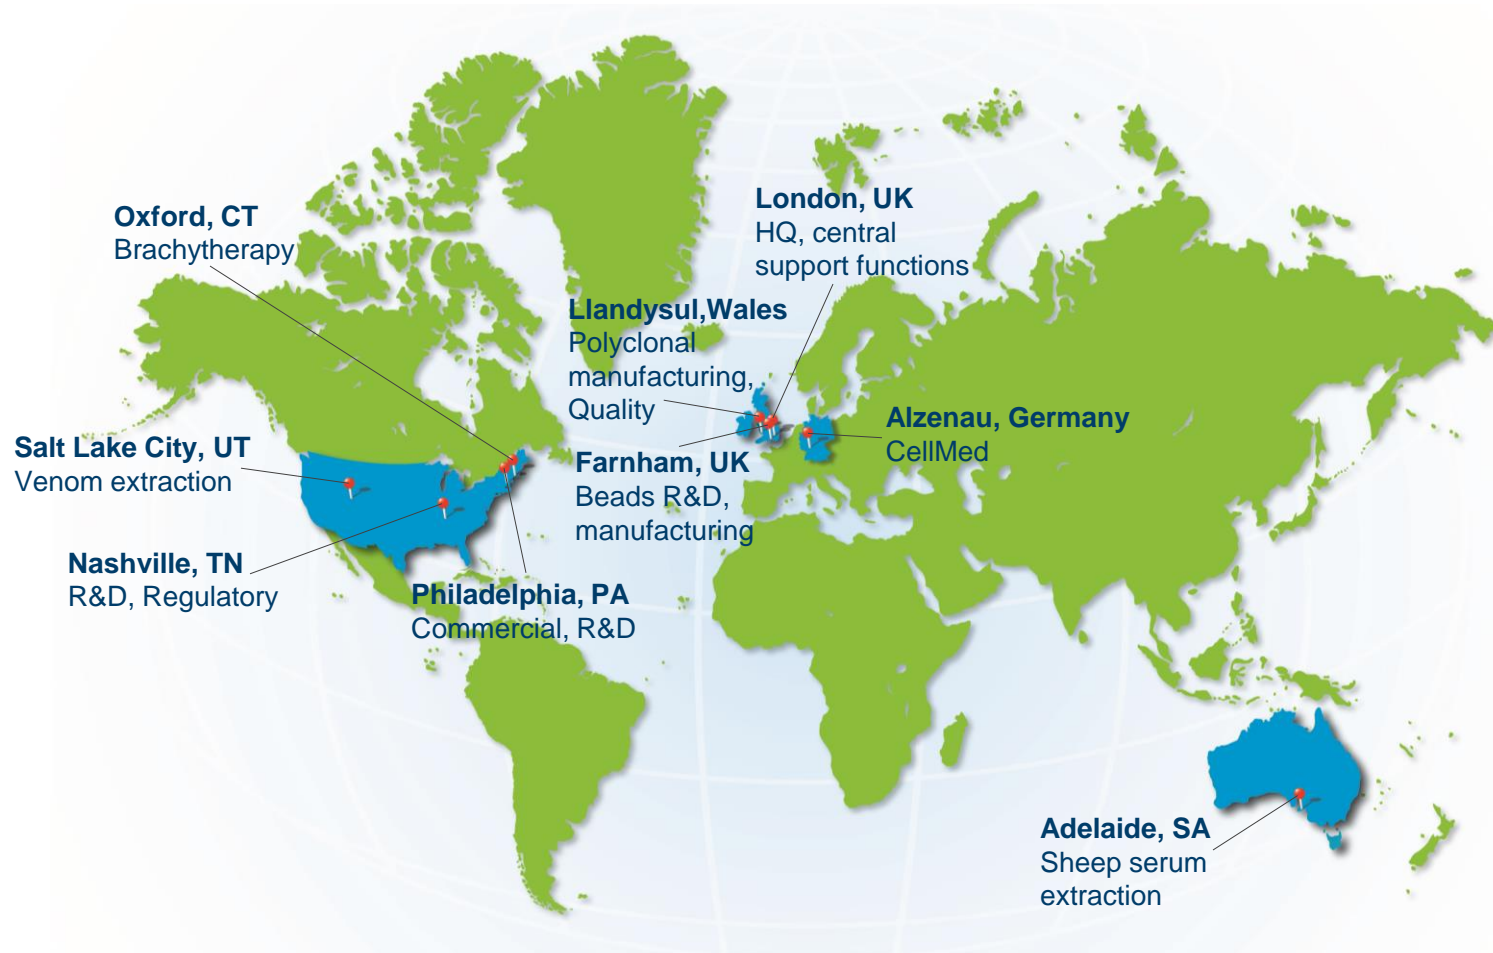 Oxford, CT
Brachytherapy
London, UK
HQ, central
support functions
Llandysul,Wales
Polyclonal
manufacturing,
Quality
Alzenau, Germany
CellMed
Salt Lake City, UT
Venom extraction
Farnham, UK
Beads R&D,
manufacturing
Nashville, TN
R&D, Regulatory
Philadelphia, PA
Commercial, R&D
Adelaide, SA
Sheep serum
extraction